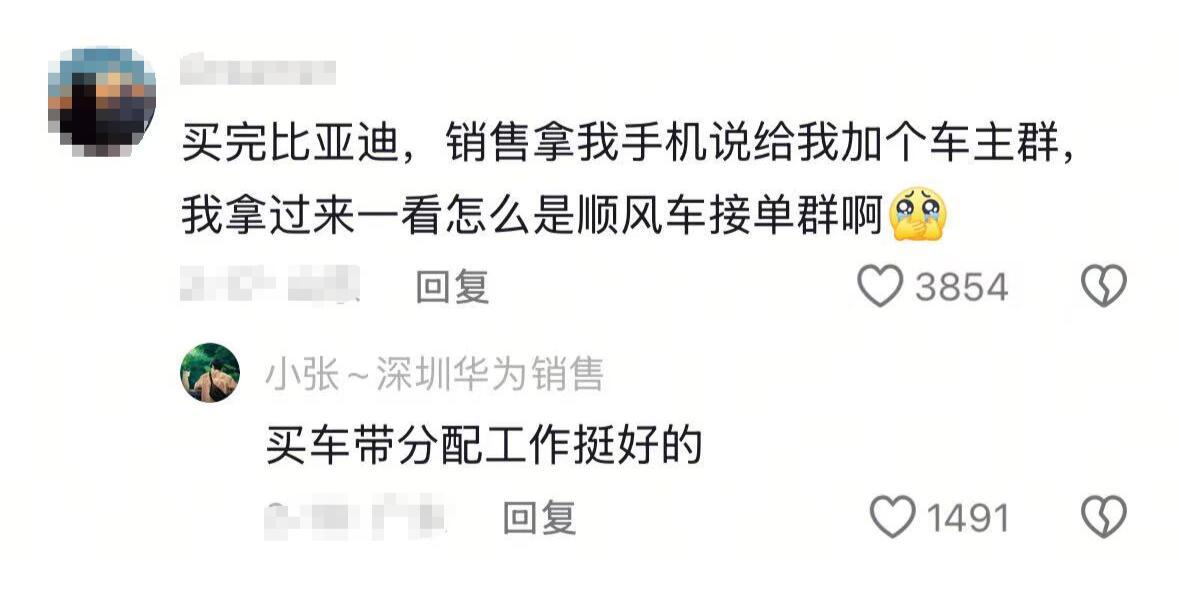 买完比亚迪，销售拿我手机说给我加个车主群，
我拿过来一看怎么是顺风车接单群啊🥹
回复 3854
小张～深圳华为销售
买车带分配工作挺好的
回复 1491